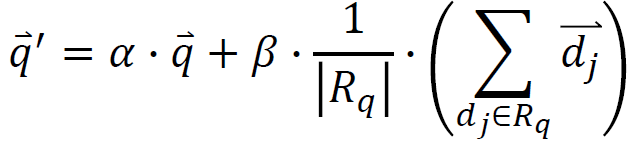 q⃗ ′ = α · q⃗ + β · 1/|R_q| · ( ∑_{d_j ∈ R_q} d⃗_j )